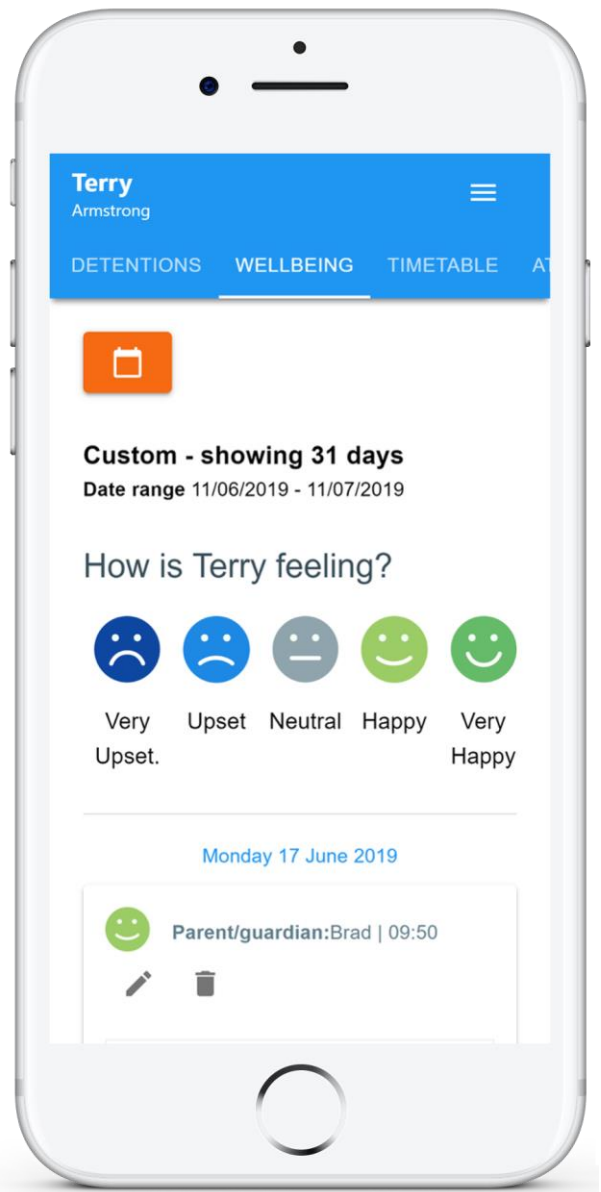 Terry
Armstrong
DETENTIONS WELLBEING TIMETABLE AT
Custom - showing 31 days
Date range 11/06/2019 - 11/07/2019
How is Terry feeling?
Very Upset Neutral Happy Very
Upset. Happy
Monday 17 June 2019
Parent/guardian:Brad | 09:50